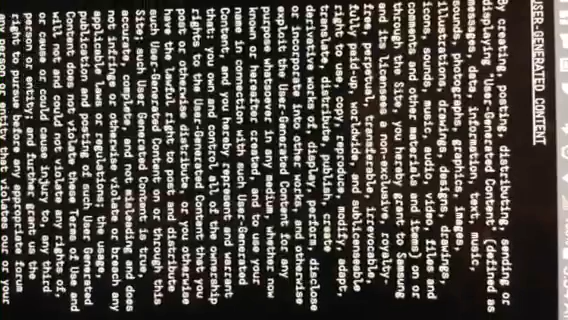 USER-GENERATED CONTENT
By creating, posting, distributing, sending or
displaying "User-Generated Content" (defined as
messages, data, information, text, music,
sounds, photographs, graphics, images,
illustrations, drawings, designs, drawings,
icons, sounds, music, audio, video, files and
comments and other materials and items) on or
through the Site, you hereby grant to Samsung
and its licensees a non-exclusive, royalty-
free, perpetual, transferable, irrevocable,
fully paid-up, worldwide, and sublicenseable
right to use, copy, reproduce, modify, adapt,
translate, distribute, publish, create
derivative works of, display, perform, disclose
or incorporate into other works, and otherwise
exploit the User-Generated Content for any
purpose whatsoever in any medium, whether now
known or hereafter created, and to use your
name in connection with such User-Generated
Content, and you hereby represent and warrant
that: you own and control all of the ownership
rights to the User-Generated Content that you
post or otherwise distribute, or you otherwise
have the lawful right to post and distribute
such User-Generated Content on or through this
Site; such User Generated Content is true,
accurate, complete and not misleading and does
not infringe or otherwise violate or breach any
applicable laws or regulations; the usage,
publication and posting of such User Generated
Content does not violate these Terms of Use and
will not and could not violate any rights of,
or cause or could cause injury to any third
person or entity; and further grant us the
right to pursue before any appropriate forum
any person or entity that violates our or your